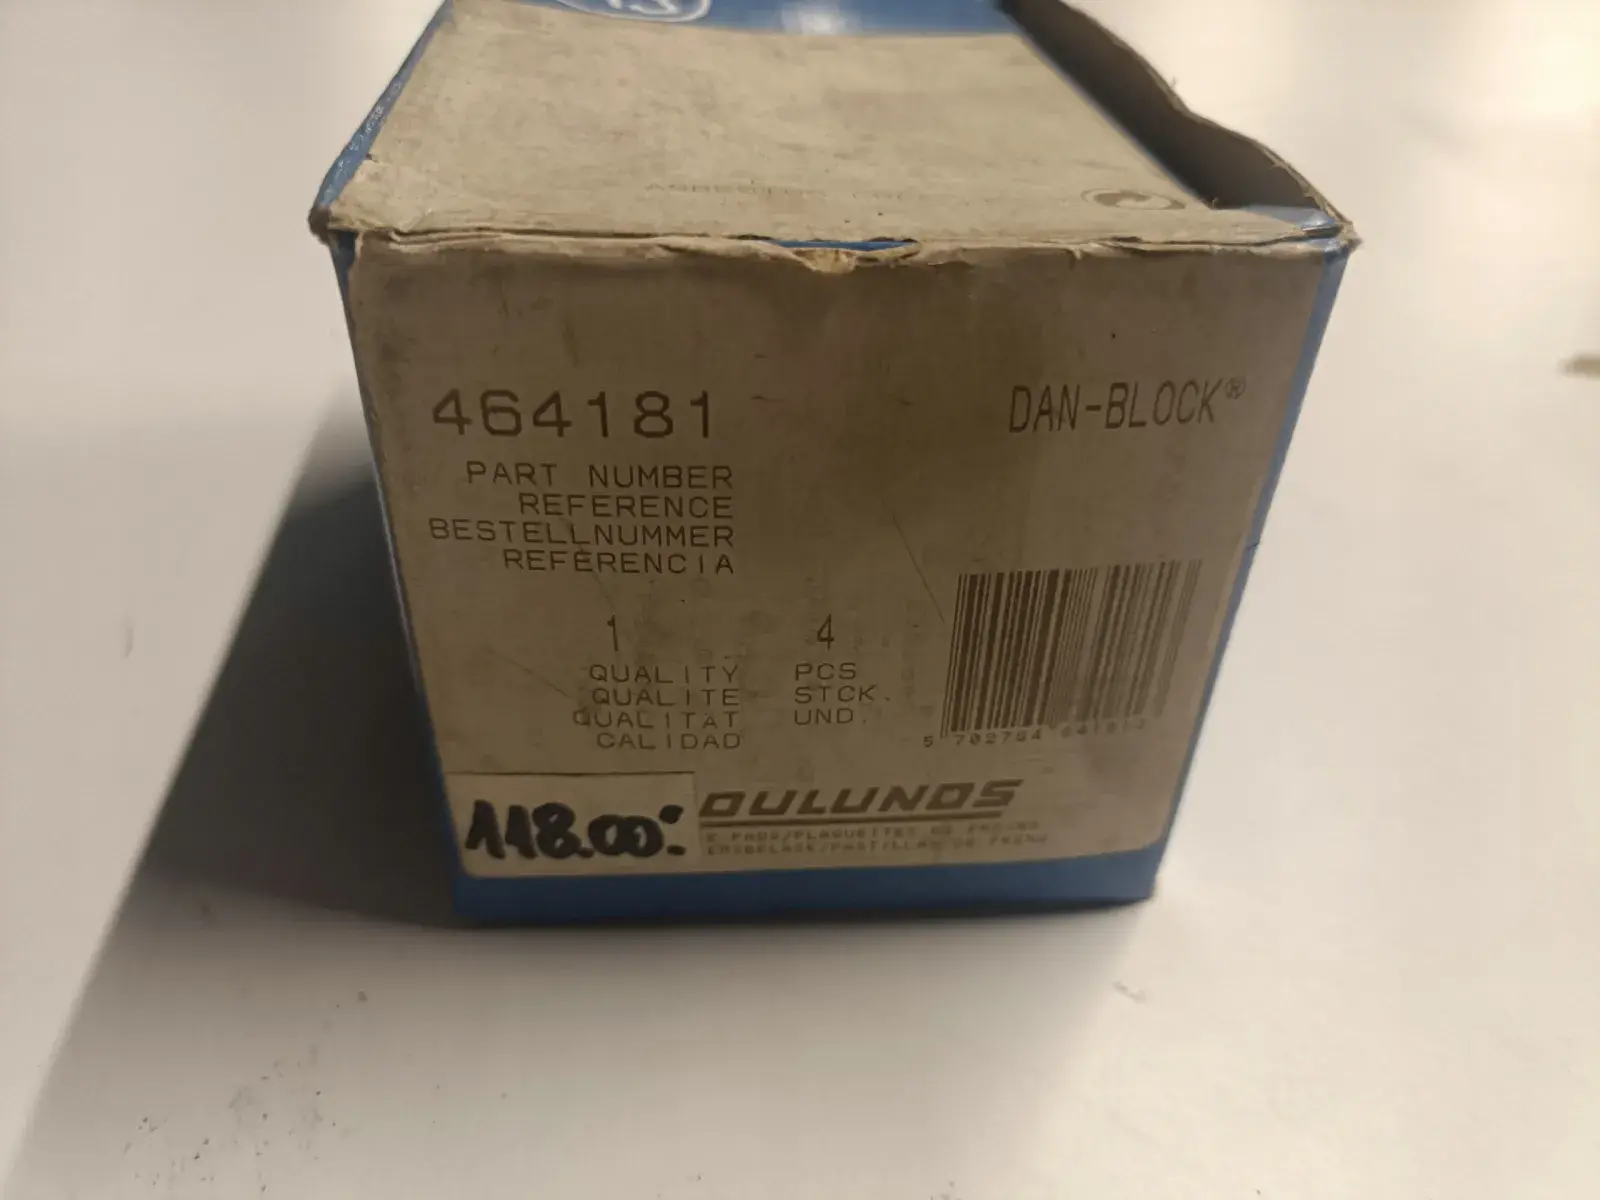 464181
PART NUMBER
REFERENCE
BESTELLNUMMER
REFERENCIA
DAN-BLOCK®
1
QUALITY
QUALITE
QUALITAT
CALIDAD
4
PCS
STCK.
UND.
118.00
OULUNDS